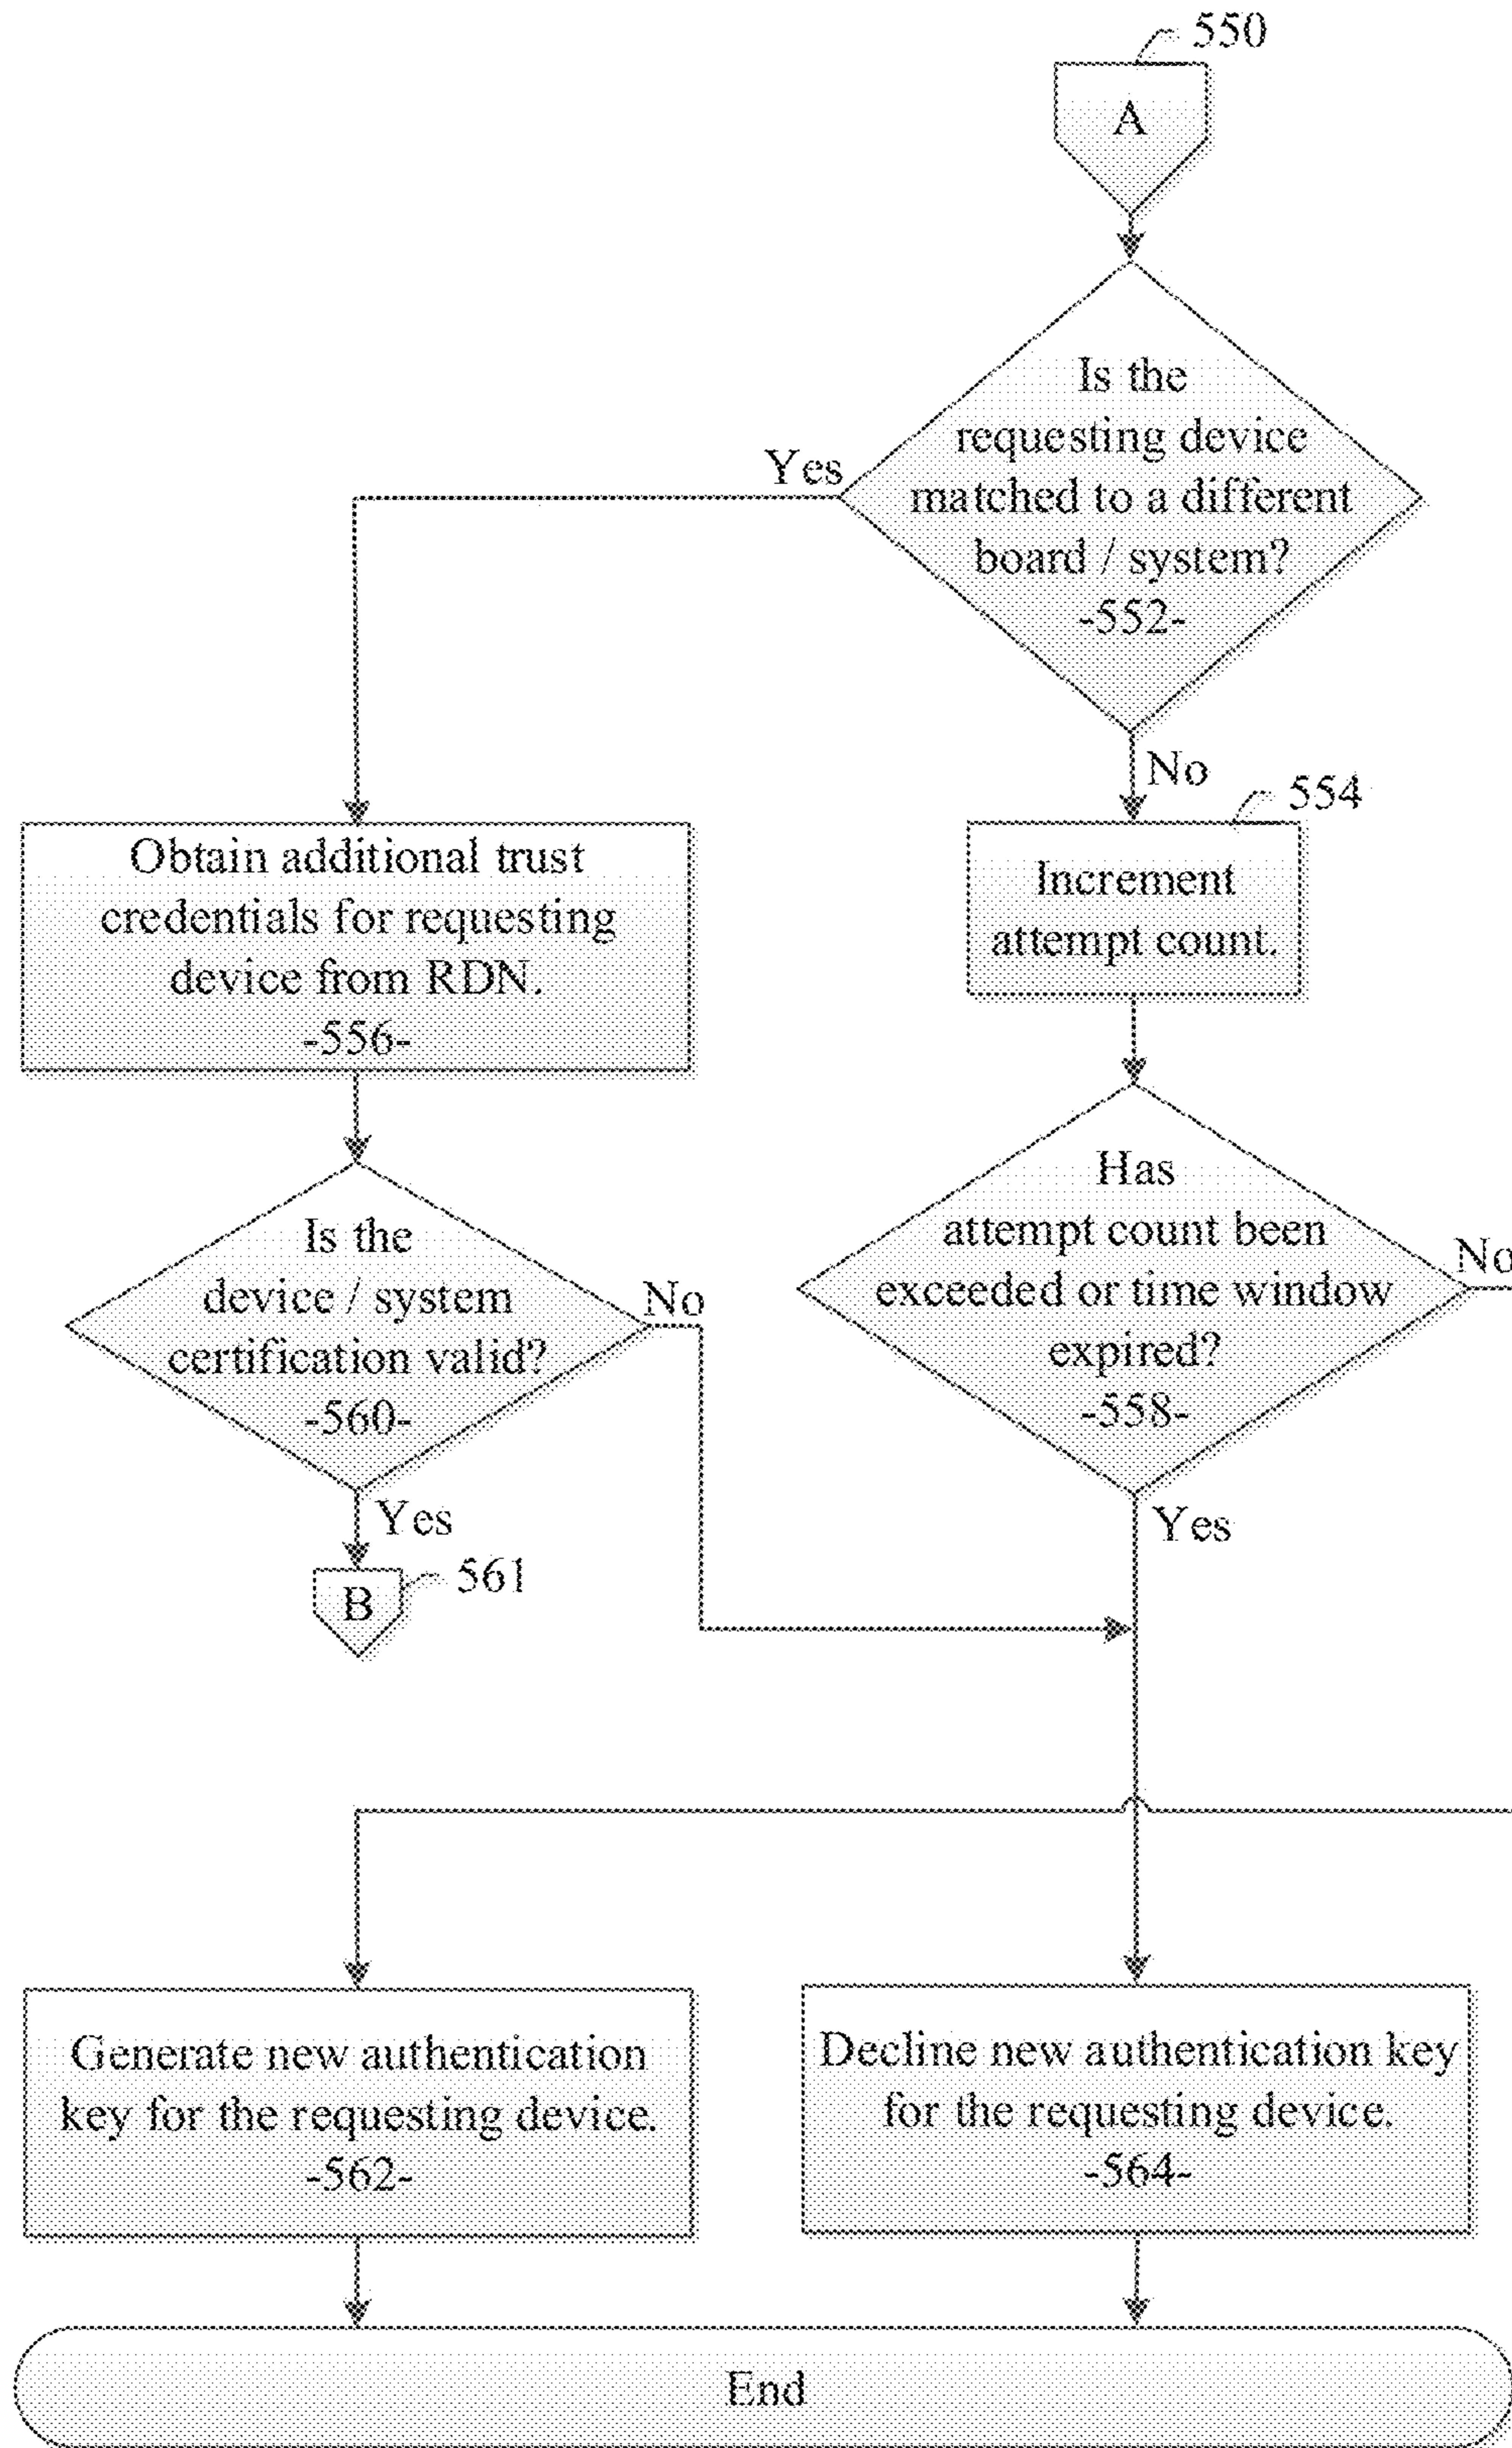 550
A
Is the
requesting device
matched to a different
board / system?
-552-
Yes
No
554
Increment
attempt count.
Obtain additional trust
credentials for requesting
device from RDN.
-556-
Has
attempt count been
exceeded or time window
expired?
-558-
No
Yes
Is the
device / system
certification valid?
-560-
No
Yes
B
561
Generate new authentication
key for the requesting device.
-562-
Decline new authentication key
for the requesting device.
-564-
End